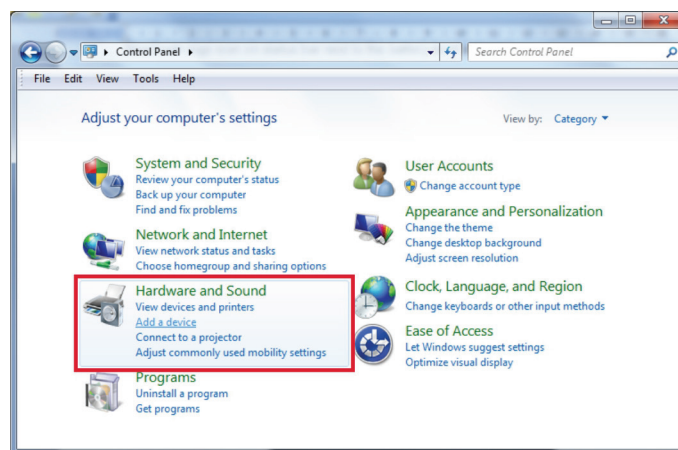 Control Panel
Search Control Panel
File Edit View Tools Help
Adjust your computer's settings
View by: Category
System and Security
Review your computer's status
Back up your computer
Find and fix problems
Network and Internet
View network status and tasks
Choose homegroup and sharing options
Hardware and Sound
View devices and printers
Add a device
Connect to a projector
Adjust commonly used mobility settings
Programs
Uninstall a program
Get programs
User Accounts
Change account type
Appearance and Personalization
Change the theme
Change desktop background
Adjust screen resolution
Clock, Language, and Region
Change keyboards or other input methods
Ease of Access
Let Windows suggest settings
Optimize visual display